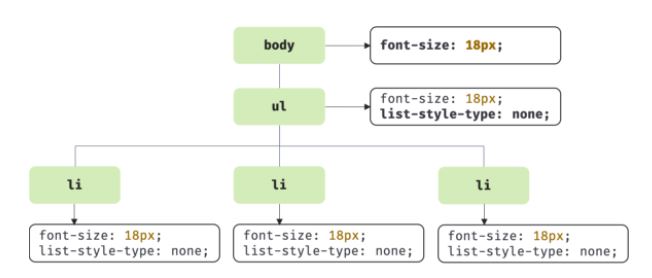 body
font-size: 18px;
ul
font-size: 18px;
list-style-type: none;
li
li
li
font-size: 18px;
list-style-type: none;
font-size: 18px;
list-style-type: none;
font-size: 18px;
list-style-type: none;